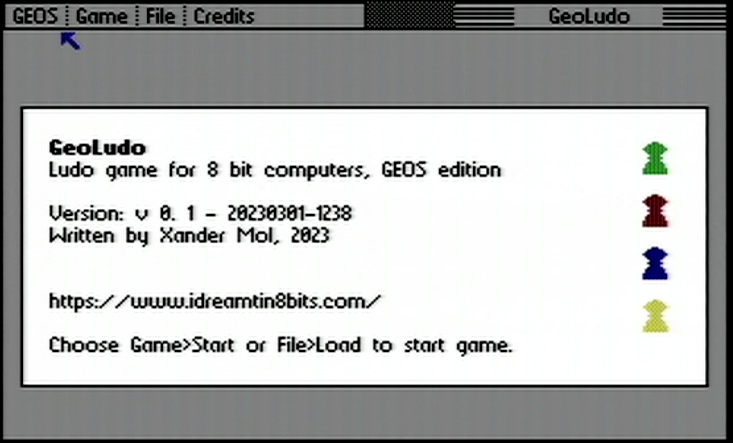 GEOS Game File Credits GeoLudo
GeoLudo
Ludo game for 8 bit computers, GEOS edition
Version: v 0. 1 - 20230301-1238
Written by Xander Mol, 2023
https://www.idreamtin8bits.com/
Choose Game>Start or File>Load to start game.